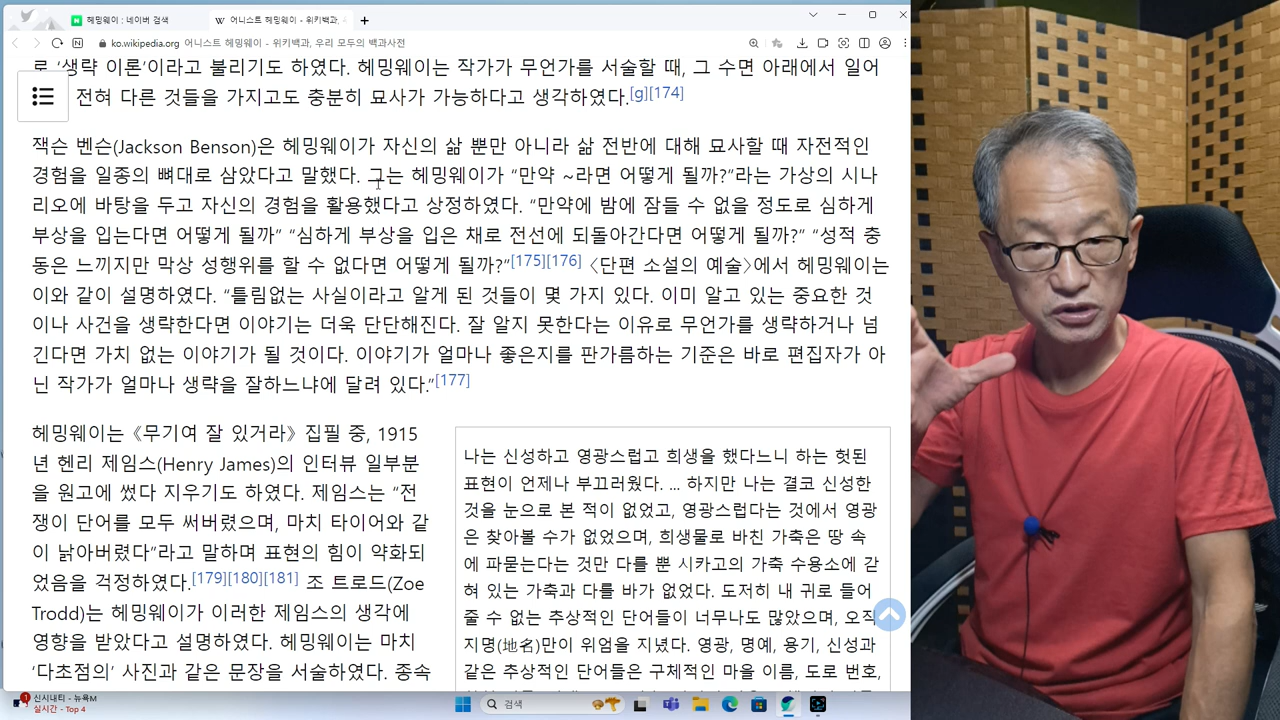 헤밍웨이 : 네이버 검색
어니스트 헤밍웨이 - 위키백과,
ko.wikipedia.org 어니스트 헤밍웨이 - 위키백과, 우리 모두의 백과사전
로 ‘생략 이론’이라고 불리기도 하였다. 헤밍웨이는 작가가 무언가를 서술할 때, 그 수면 아래에서 일어
전혀 다른 것들을 가지고도 충분히 묘사가 가능하다고 생각하였다.[g][174]
잭슨 벤슨(Jackson Benson)은 헤밍웨이가 자신의 삶 뿐만 아니라 삶 전반에 대해 묘사할 때 자전적인
경험을 일종의 뼈대로 삼았다고 말했다. 그는 헤밍웨이가 “만약 ~라면 어떻게 될까?”라는 가상의 시나
리오에 바탕을 두고 자신의 경험을 활용했다고 상정하였다. “만약에 밤에 잠들 수 없을 정도로 심하게
부상을 입는다면 어떻게 될까” “심하게 부상을 입은 채로 전선에 되돌아간다면 어떻게 될까?” “성적 충
동은 느끼지만 막상 성행위를 할 수 없다면 어떻게 될까?”[175][176] 〈단편 소설의 예술〉에서 헤밍웨이는
이와 같이 설명하였다. “틀림없는 사실이라고 알게 된 것들이 몇 가지 있다. 이미 알고 있는 중요한 것
이나 사건을 생략한다면 이야기는 더욱 단단해진다. 잘 알지 못한다는 이유로 무언가를 생략하거나 넘
긴다면 가치 없는 이야기가 될 것이다. 이야기가 얼마나 좋은지를 판가름하는 기준은 바로 편집자가 아
닌 작가가 얼마나 생략을 잘하느냐에 달려 있다.”[177]
헤밍웨이는 《무기여 잘 있거라》 집필 중, 1915
년 헨리 제임스(Henry James)의 인터뷰 일부분
을 원고에 썼다 지우기도 하였다. 제임스는 “전
쟁이 단어를 모두 써버렸으며, 마치 타이어와 같
이 낡아버렸다”라고 말하며 표현의 힘이 약화되
었음을 걱정하였다.[179][180][181] 조 트로드(Zoe
Trodd)는 헤밍웨이가 이러한 제임스의 생각에
영향을 받았다고 설명하였다. 헤밍웨이는 마치
‘다초점의’ 사진과 같은 문장을 서술하였다. 종속
나는 신성하고 영광스럽고 희생을 했다느니 하는 헛된
표현이 언제나 부끄러웠다. ... 하지만 나는 결코 신성한
것을 눈으로 본 적이 없었고, 영광스럽다는 것에서 영광
은 찾아볼 수가 없었으며, 희생물로 바친 가축은 땅 속
에 파묻는다는 것만 다를 뿐 시카고의 가축 수용소에 갇
혀 있는 가축과 다를 바가 없었다. 도저히 내 귀로 들어
줄 수 없는 추상적인 단어들이 너무나도 많았으며, 오직
지명(地名)만이 위엄을 지녔다. 영광, 명예, 용기, 신성과
같은 추상적인 단어들은 구체적인 마을 이름, 도로 번호,
1 신시내티 - 뉴욕M
실시간 - Top 4
검색